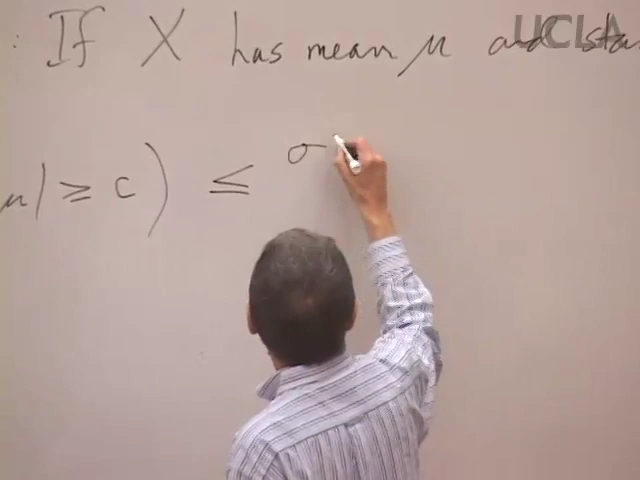 : If X has mean μ and sta
UCLA
μ| ≥ c) ≤ σ